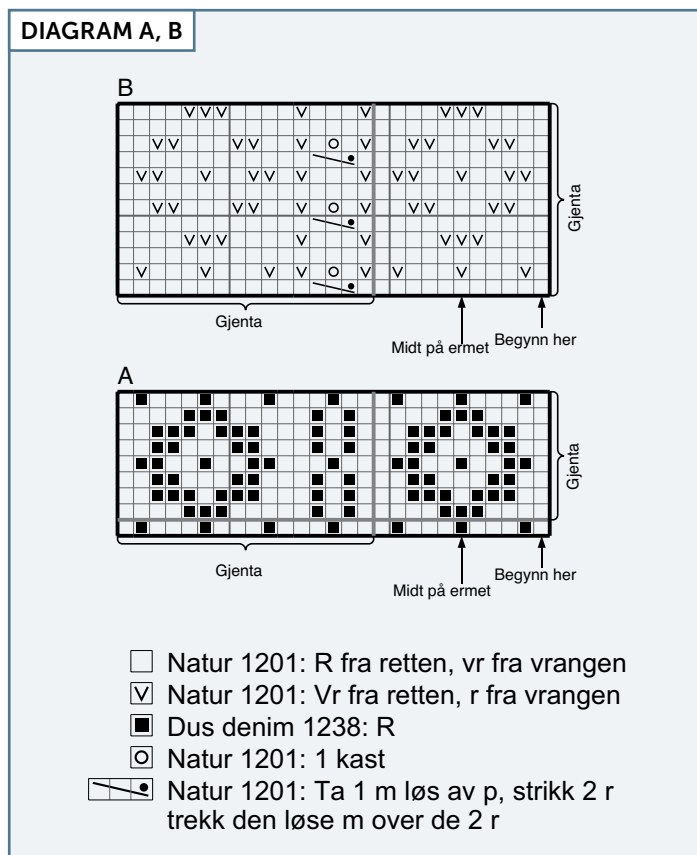 DIAGRAM A, B
B
Gjenta
Gjenta
Midt på ermet
Begynn her
A
Gjenta
Gjenta
Midt på ermet
Begynn her
Natur 1201: R fra retten, vr fra vrangen
Natur 1201: Vr fra retten, r fra vrangen
Dus denim 1238: R
Natur 1201: 1 kast
Natur 1201: Ta 1 m løs av p, strikk 2 r
trekk den løse m over de 2 r